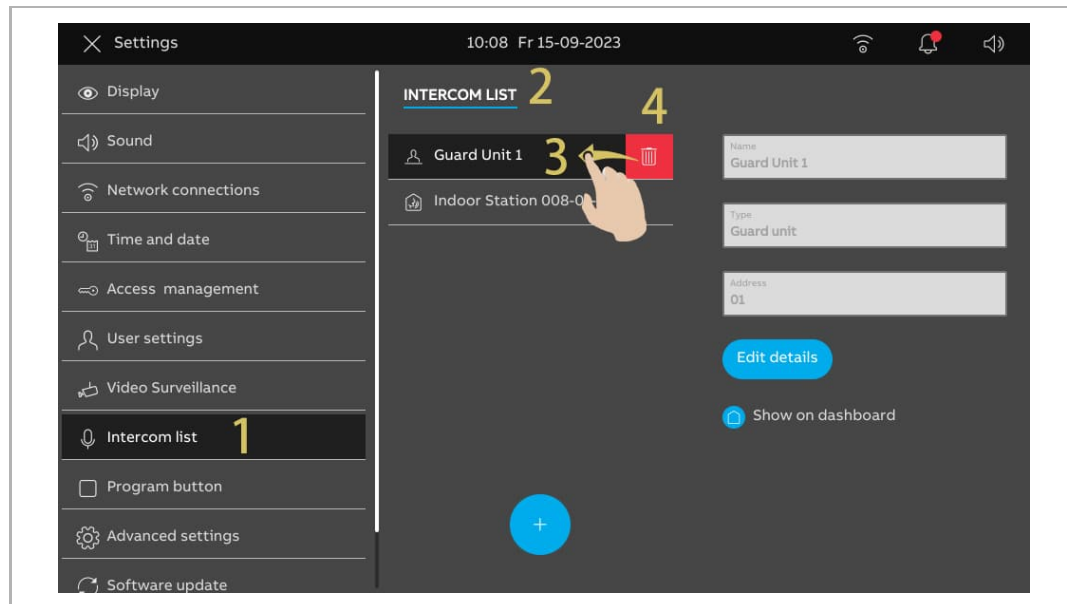 Settings
10:08 Fr 15-09-2023
Display
Sound
Network connections
Time and date
Access management
User settings
Video Surveillance
Intercom list
1
Program button
Advanced settings
Software update
INTERCOM LIST
2
4
Guard Unit 1
3
Indoor Station 008-0
+
Name
Guard Unit 1
Type
Guard unit
Address
01
Edit details
Show on dashboard